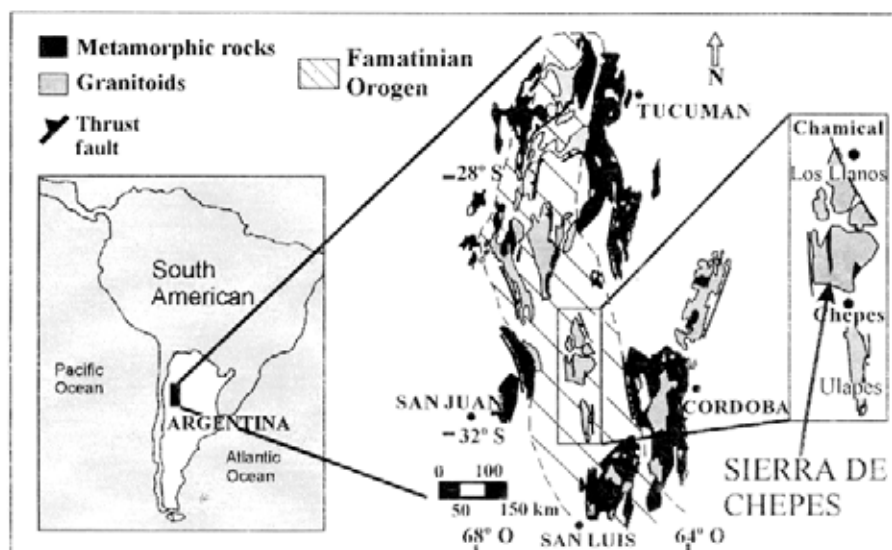 Metamorphic rocks
Granitoids
Thrust
fault
Famatinian
Orogen
N
TUCUMAN
28° S
Chamical
Los Llanos
Chepes
Ulapes
South
American
Pacific
Ocean
ARGENTINA
Atlantic
Ocean
SAN JUAN
32° S
CORDOBA
0 100
50 150 km
SAN LUIS
68° O
64° O
SIERRA DE
CHEPES